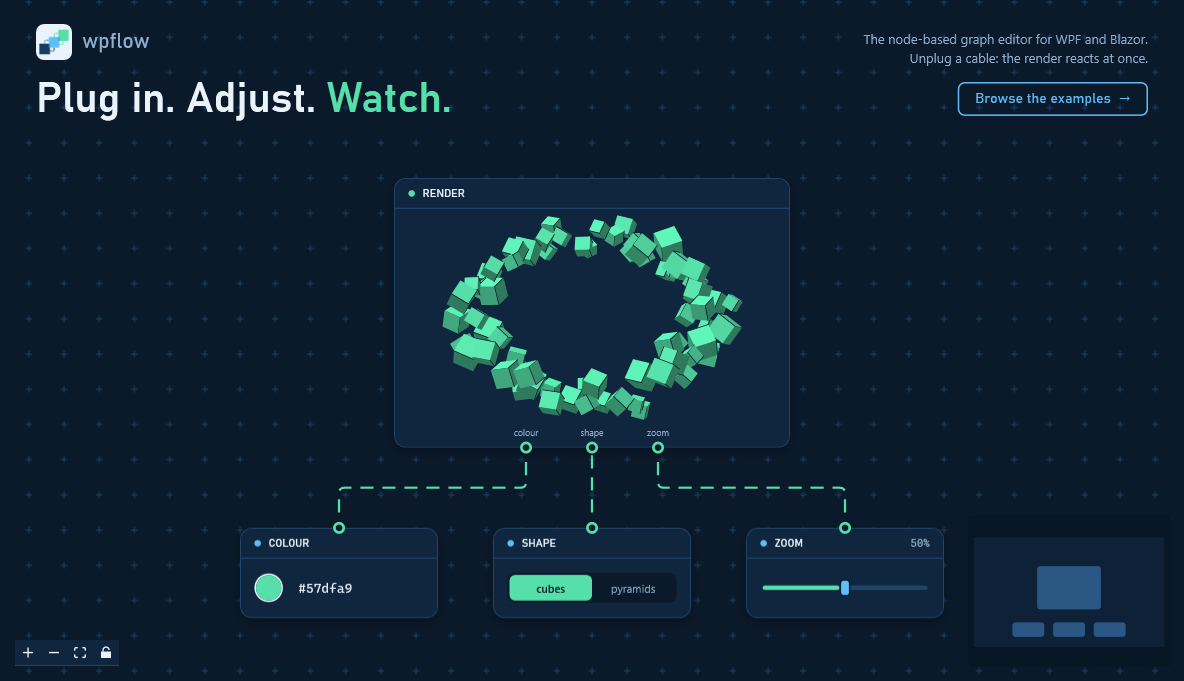 wpflow
The node-based graph editor for WPF and Blazor.
Unplug a cable: the render reacts at once.
Plug in. Adjust. Watch.
Browse the examples →
RENDER
colour
shape
zoom
COLOUR
#57dfa9
SHAPE
cubes
pyramids
ZOOM
50%